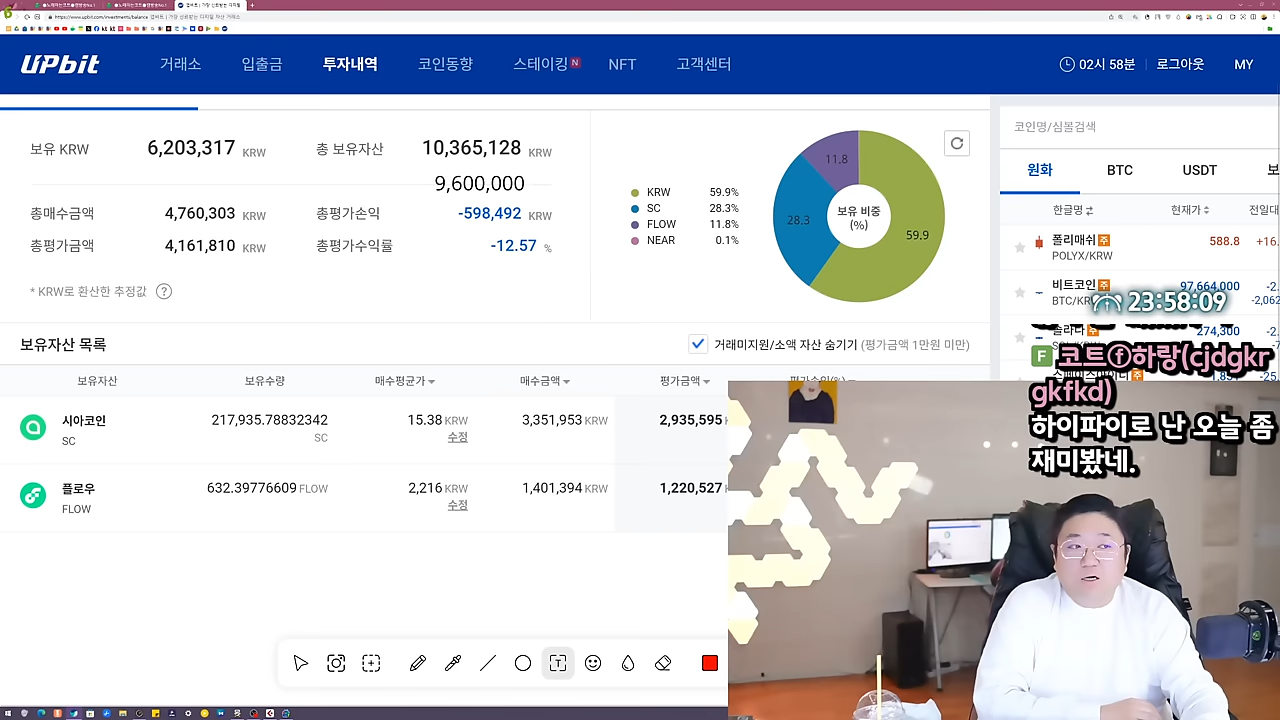 UPbit 거래소 입출금 투자내역 코인동향 스테이킹 N NFT 고객센터 02시 58분 로그아웃 MY
보유 KRW 6,203,317 KRW 총 보유자산 10,365,128 KRW
9,600,000
총매수금액 4,760,303 KRW 총평가손익 -598,492 KRW
총평가금액 4,161,810 KRW 총평가수익률 -12.57 %
* KRW로 환산한 추정값 ?
KRW 59.9%
SC 28.3%
FLOW 11.8%
NEAR 0.1%
11.8
28.3
59.9
보유 비중
(%)
코인명/심볼검색
원화 BTC USDT 보
한글명 현재가 전일대
폴리매쉬 주 588.8 +16.
POLYX/KRW
비트코인 주 97,664,000 -2.
BTC/KR -2,062
23:58:09
솔라나 주 274,300 -2.
보유자산 목록 거래미지원/소액 자산 숨기기 (평가금액 1만원 미만)
보유자산 보유수량 매수평균가 매수금액 평가금액
시아코인 217,935.78832342 15.38 KRW 3,351,953 KRW 2,935,595
SC SC 수정
플로우 632.39776609 FLOW 2,216 KRW 1,401,394 KRW 1,220,527
FLOW 수정
F 코트ⓕ하랑(cjdgkr
gkfkd)
하이파이로 난 오늘 좀
재미봤네.
T